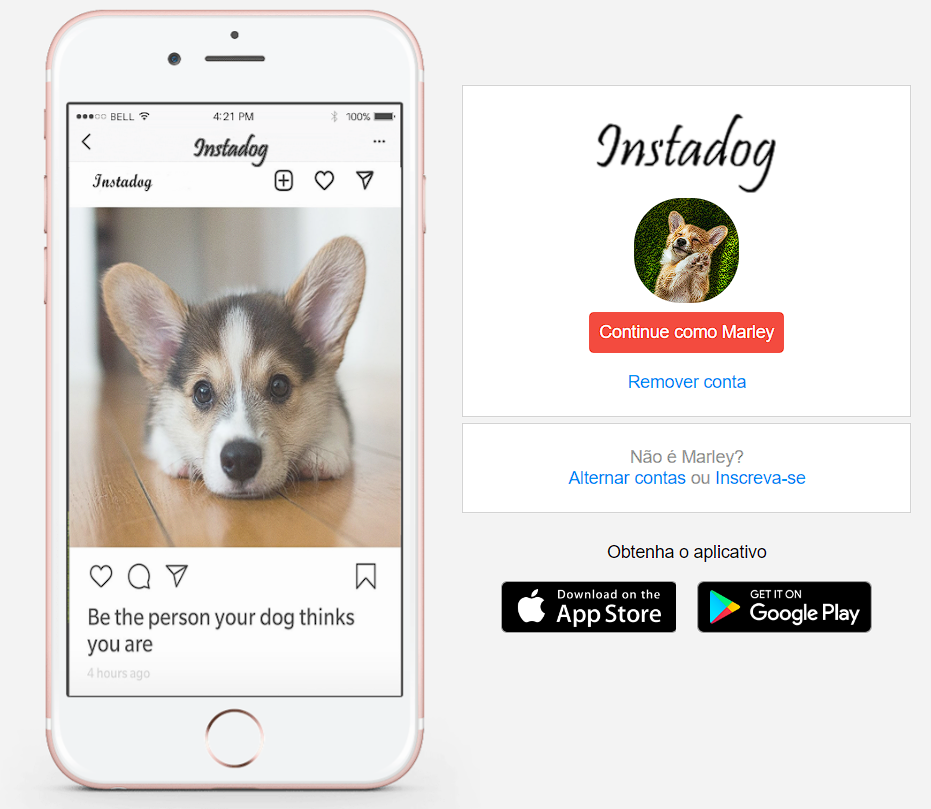 BELL 4:21 PM 100%
Instadog
Instadog
Be the person your dog thinks
you are
4 hours ago
Instadog
Continue como Marley
Remover conta
Não é Marley?
Alternar contas ou Inscreva-se
Obtenha o aplicativo
Download on the
App Store
GET IT ON
Google Play